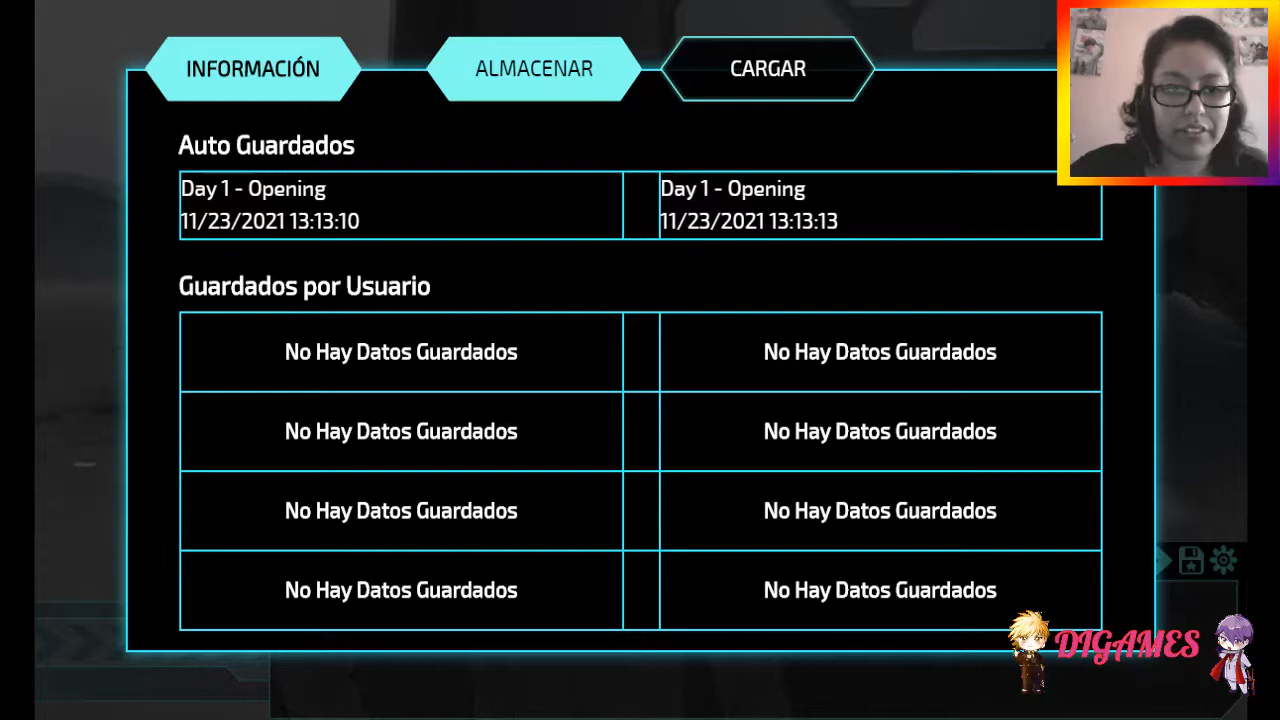 INFORMACIÓN
ALMACENAR
CARGAR
Auto Guardados
Day 1 - Opening
11/23/2021 13:13:10
Day 1 - Opening
11/23/2021 13:13:13
Guardados por Usuario
No Hay Datos Guardados
No Hay Datos Guardados
No Hay Datos Guardados
No Hay Datos Guardados
No Hay Datos Guardados
No Hay Datos Guardados
No Hay Datos Guardados
No Hay Datos Guardados
DIGAMES